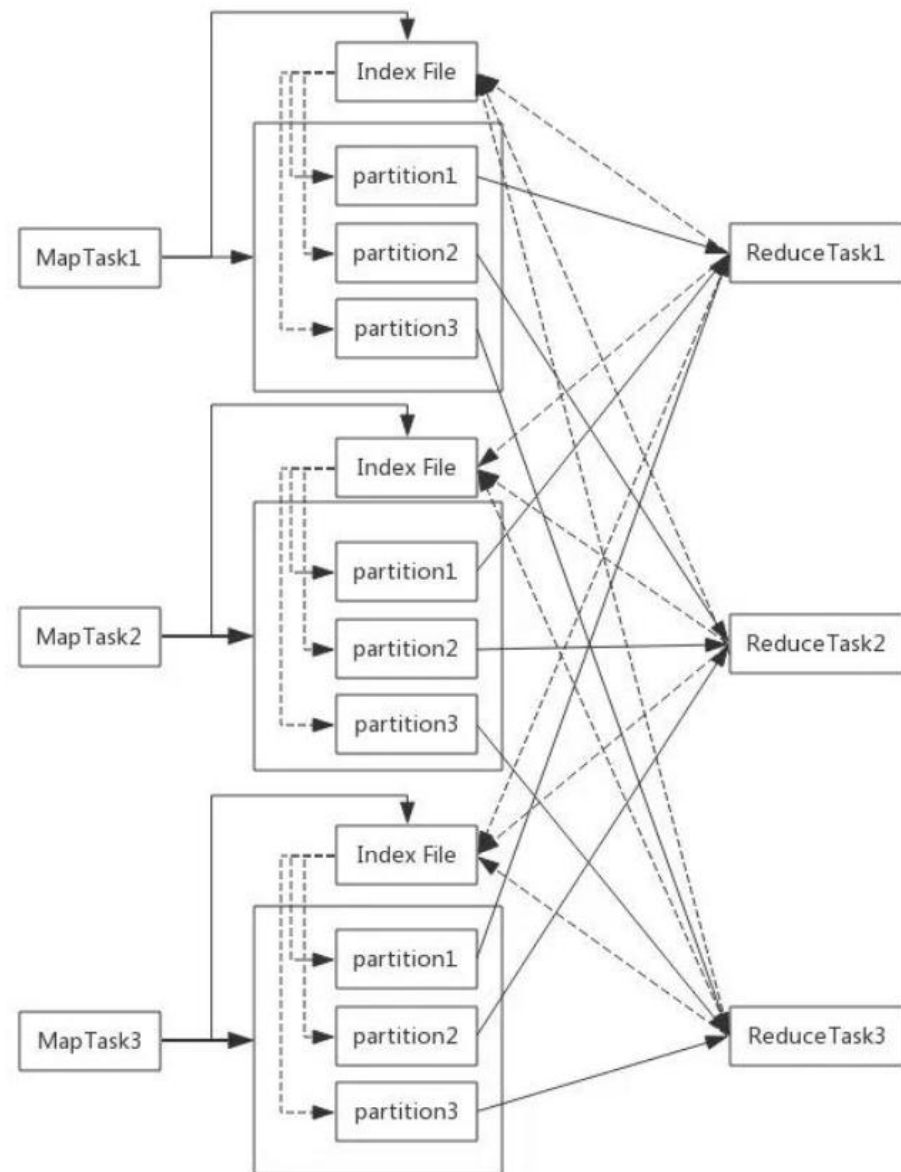 Index File
partition1
partition2
partition3
MapTask1
ReduceTask1
Index File
partition1
partition2
partition3
MapTask2
ReduceTask2
Index File
partition1
partition2
partition3
MapTask3
ReduceTask3